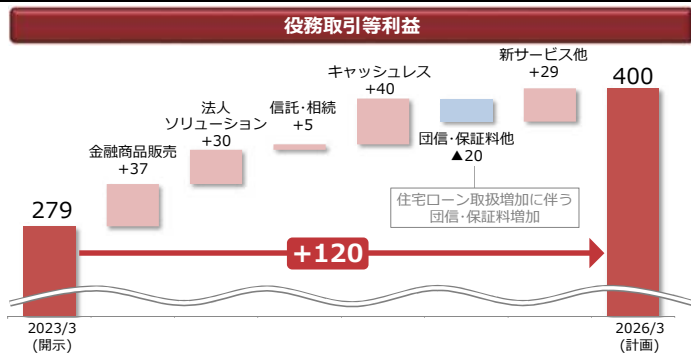 役務取引等利益
279
金融商品販売
+37
法人
ソリューション
+30
信託・相続
+5
キャッシュレス
+40
団信・保証料他
▲20
住宅ローン取扱増加に伴う
団信・保証料増加
新サービス他
+29
400
+120
2023/3
(開示)
2026/3
(計画)